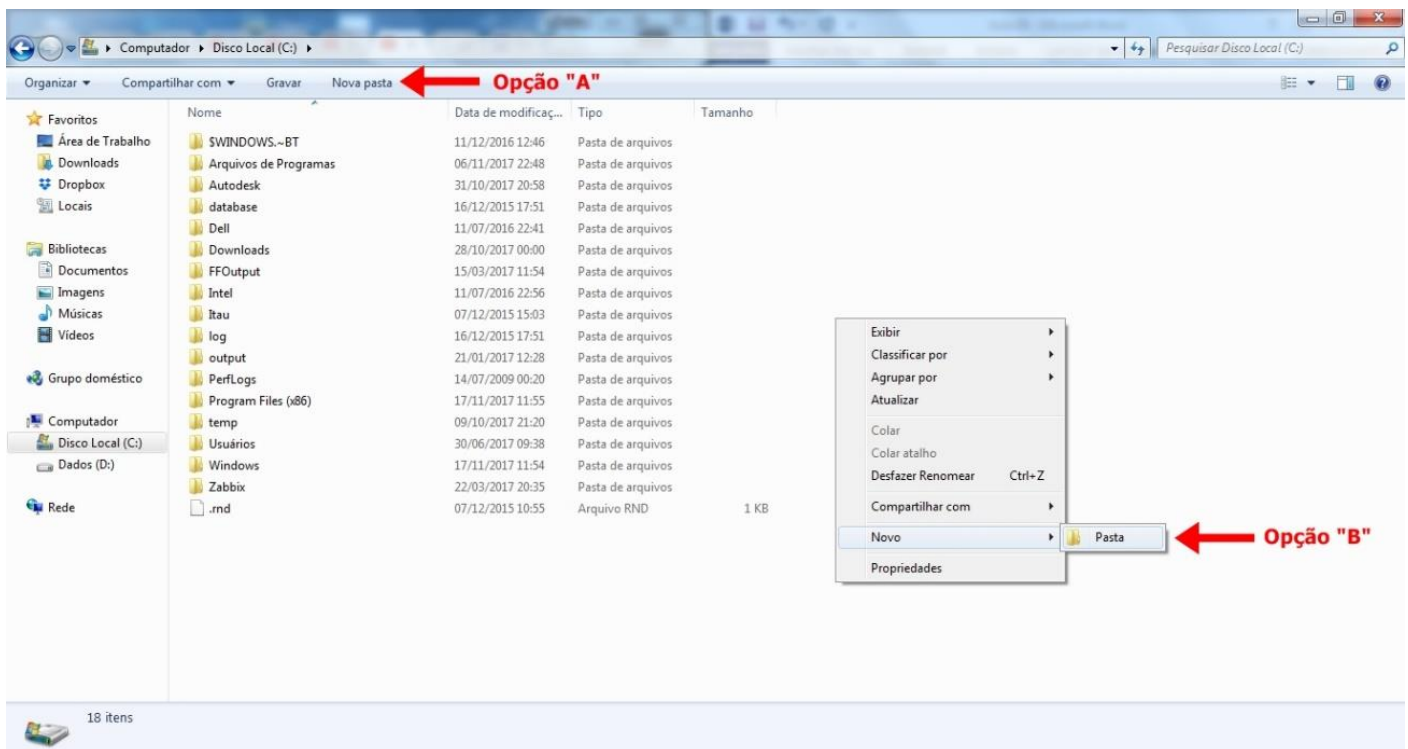 Computador ▸ Disco Local (C:) ▸
Pesquisar Disco Local (C:)
Organizar Compartilhar com Gravar Nova pasta Opção "A"
Nome Data de modificaç... Tipo Tamanho
Favoritos
Área de Trabalho
Downloads
Dropbox
Locais
Bibliotecas
Documentos
Imagens
Músicas
Vídeos
Grupo doméstico
Computador
Disco Local (C:)
Dados (D:)
Rede
$WINDOWS.~BT 11/12/2016 12:46 Pasta de arquivos
Arquivos de Programas 06/11/2017 22:48 Pasta de arquivos
Autodesk 31/10/2017 20:58 Pasta de arquivos
database 16/12/2015 17:51 Pasta de arquivos
Dell 11/07/2016 22:41 Pasta de arquivos
Downloads 28/10/2017 00:00 Pasta de arquivos
FFOutput 15/03/2017 11:54 Pasta de arquivos
Intel 11/07/2016 22:56 Pasta de arquivos
Itau 07/12/2015 15:03 Pasta de arquivos
log 16/12/2015 17:51 Pasta de arquivos
output 21/01/2017 12:28 Pasta de arquivos
PerfLogs 14/07/2009 00:20 Pasta de arquivos
Program Files (x86) 17/11/2017 11:55 Pasta de arquivos
temp 09/10/2017 21:20 Pasta de arquivos
Usuários 30/06/2017 09:38 Pasta de arquivos
Windows 17/11/2017 11:54 Pasta de arquivos
Zabbix 22/03/2017 20:35 Pasta de arquivos
.rnd 07/12/2015 10:55 Arquivo RND 1 KB
Exibir
Classificar por
Agrupar por
Atualizar
Colar
Colar atalho
Desfazer Renomear Ctrl+Z
Compartilhar com
Novo
Pasta Opção "B"
Propriedades
18 itens